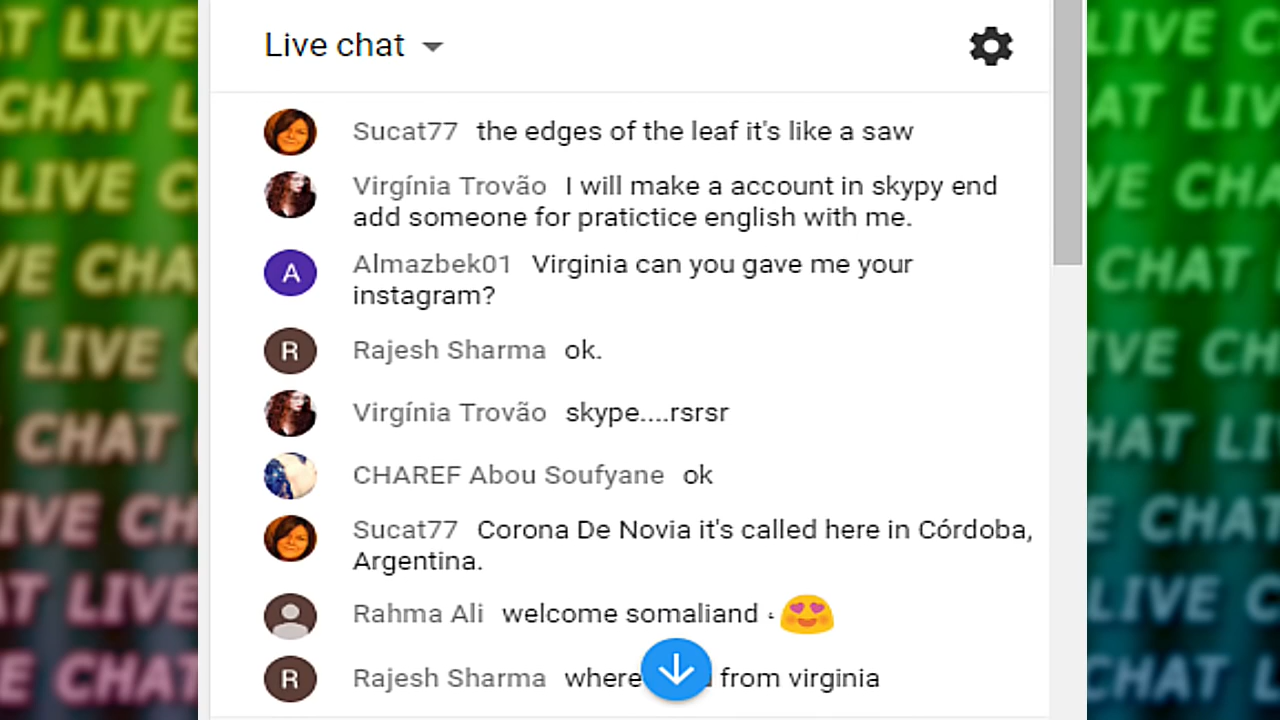 Live chat
Sucat77 the edges of the leaf it's like a saw
Virgínia Trovão I will make a account in skypy end
add someone for pratictice english with me.
A Almazbek01 Virginia can you gave me your
instagram?
R Rajesh Sharma ok.
Virgínia Trovão skype....rsrsr
CHAREF Abou Soufyane ok
Sucat77 Corona De Novia it's called here in Córdoba,
Argentina.
Rahma Ali welcome somaliand
R Rajesh Sharma where from virginia